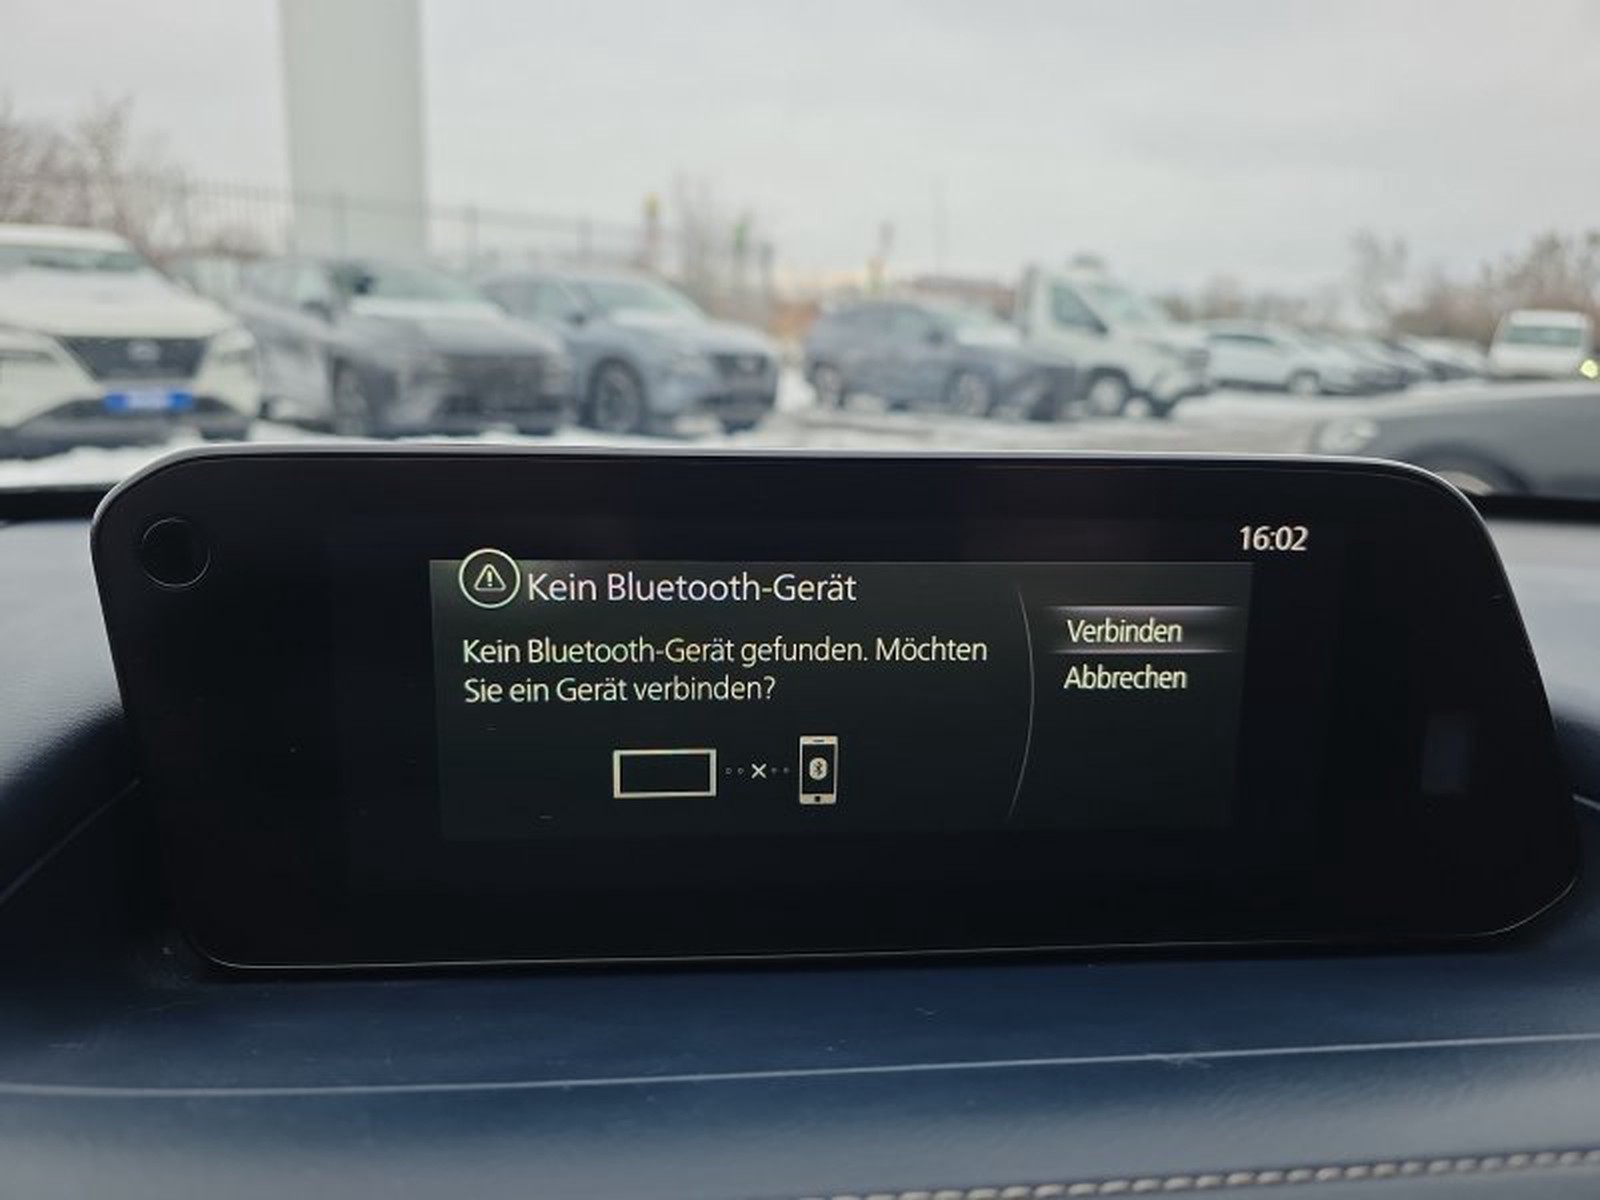 16:02
Kein Bluetooth-Gerät
Kein Bluetooth-Gerät gefunden. Möchten
Sie ein Gerät verbinden?
Verbinden
Abbrechen